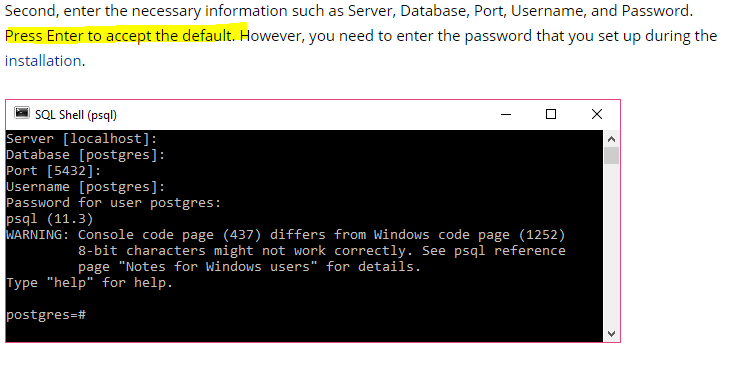 Second, enter the necessary information such as Server, Database, Port, Username, and Password.
Press Enter to accept the default. However, you need to enter the password that you set up during the
installation.
SQL Shell (psql)
Server [localhost]:
Database [postgres]:
Port [5432]:
Username [postgres]:
Password for user postgres:
psql (11.3)
WARNING: Console code page (437) differs from Windows code page (1252)
8-bit characters might not work correctly. See psql reference
page "Notes for Windows users" for details.
Type "help" for help.
postgres=#